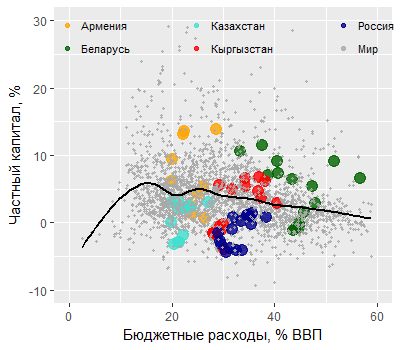 Армения Казахстан Россия
Беларусь Кыргызстан Мир
30
20
10
0
-10
0 20 40 60
Частный капитал, %
Бюджетные расходы, % ВВП